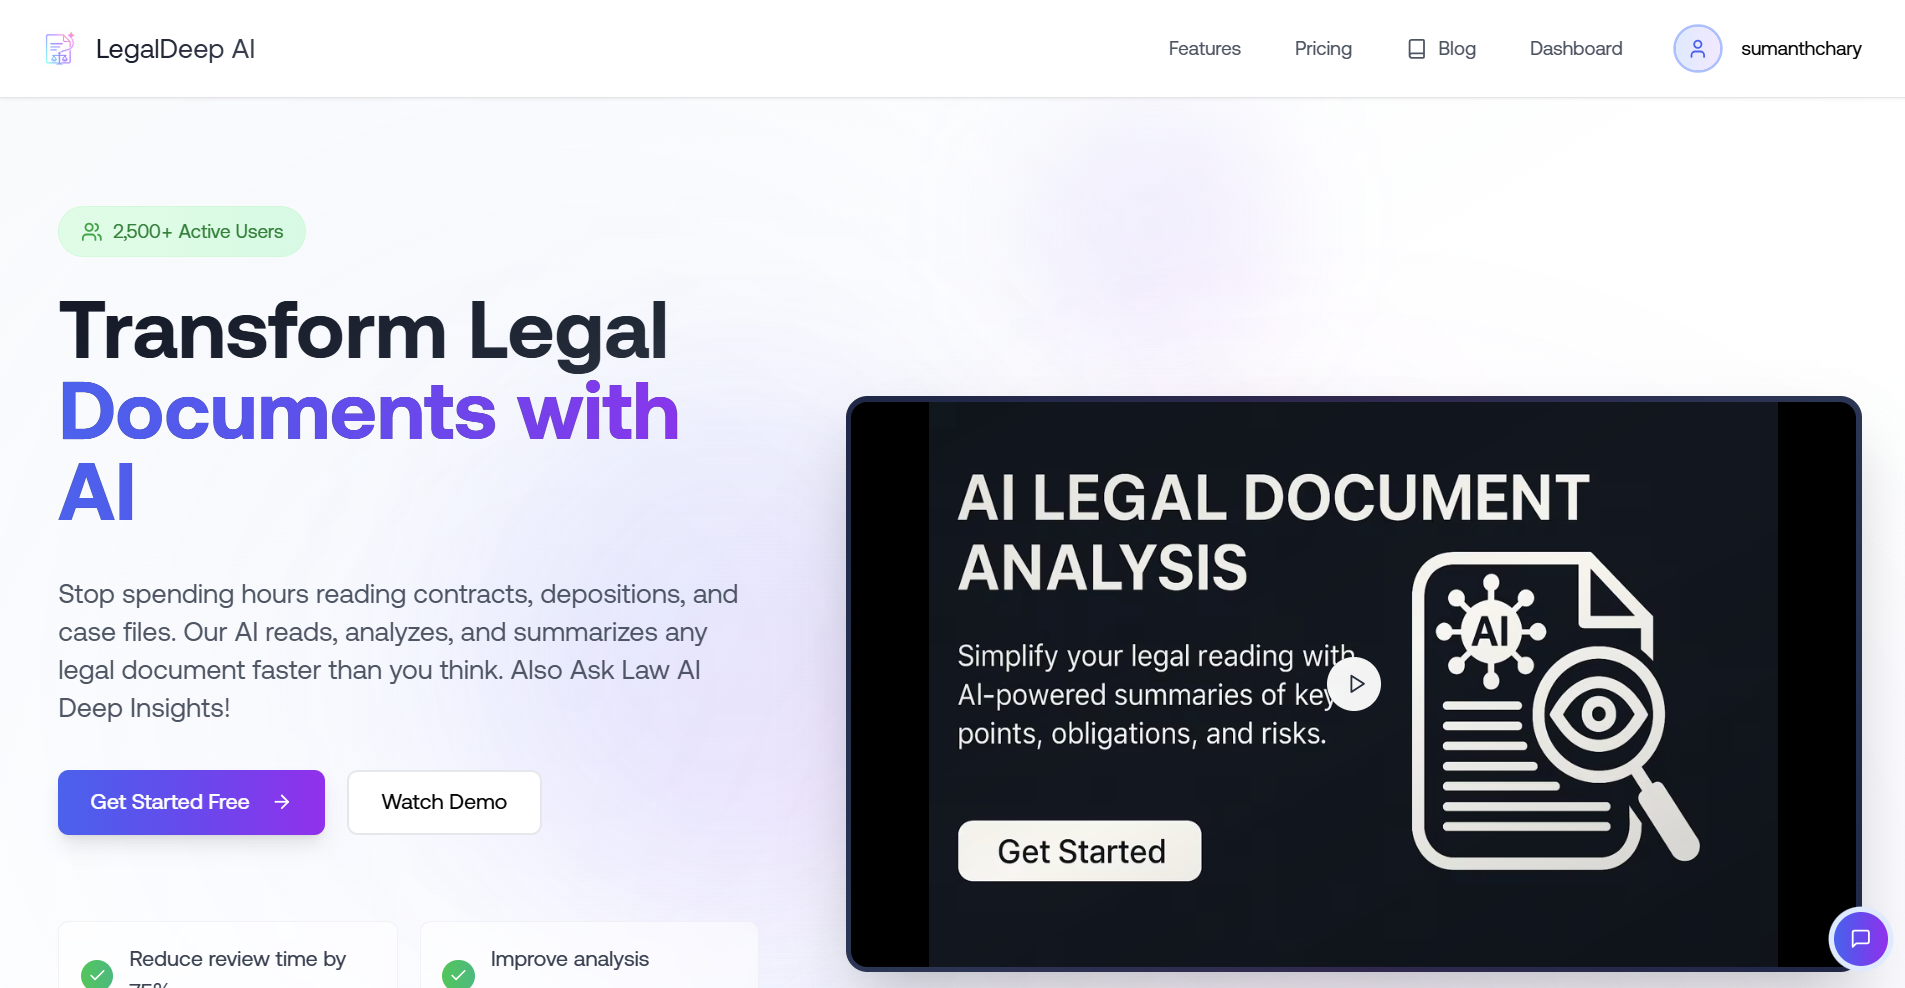 LegalDeep AI
Features
Pricing
Blog
Dashboard
sumanthchary
2,500+ Active Users
Transform Legal
Documents with
AI
Stop spending hours reading contracts, depositions, and
case files. Our AI reads, analyzes, and summarizes any
legal document faster than you think. Also Ask Law AI
Deep Insights!
Get Started Free
Watch Demo
Reduce review time by
75%
Improve analysis
AI LEGAL DOCUMENT
ANALYSIS
Simplify your legal reading with
AI-powered summaries of key
points, obligations, and risks.
Get Started
AI